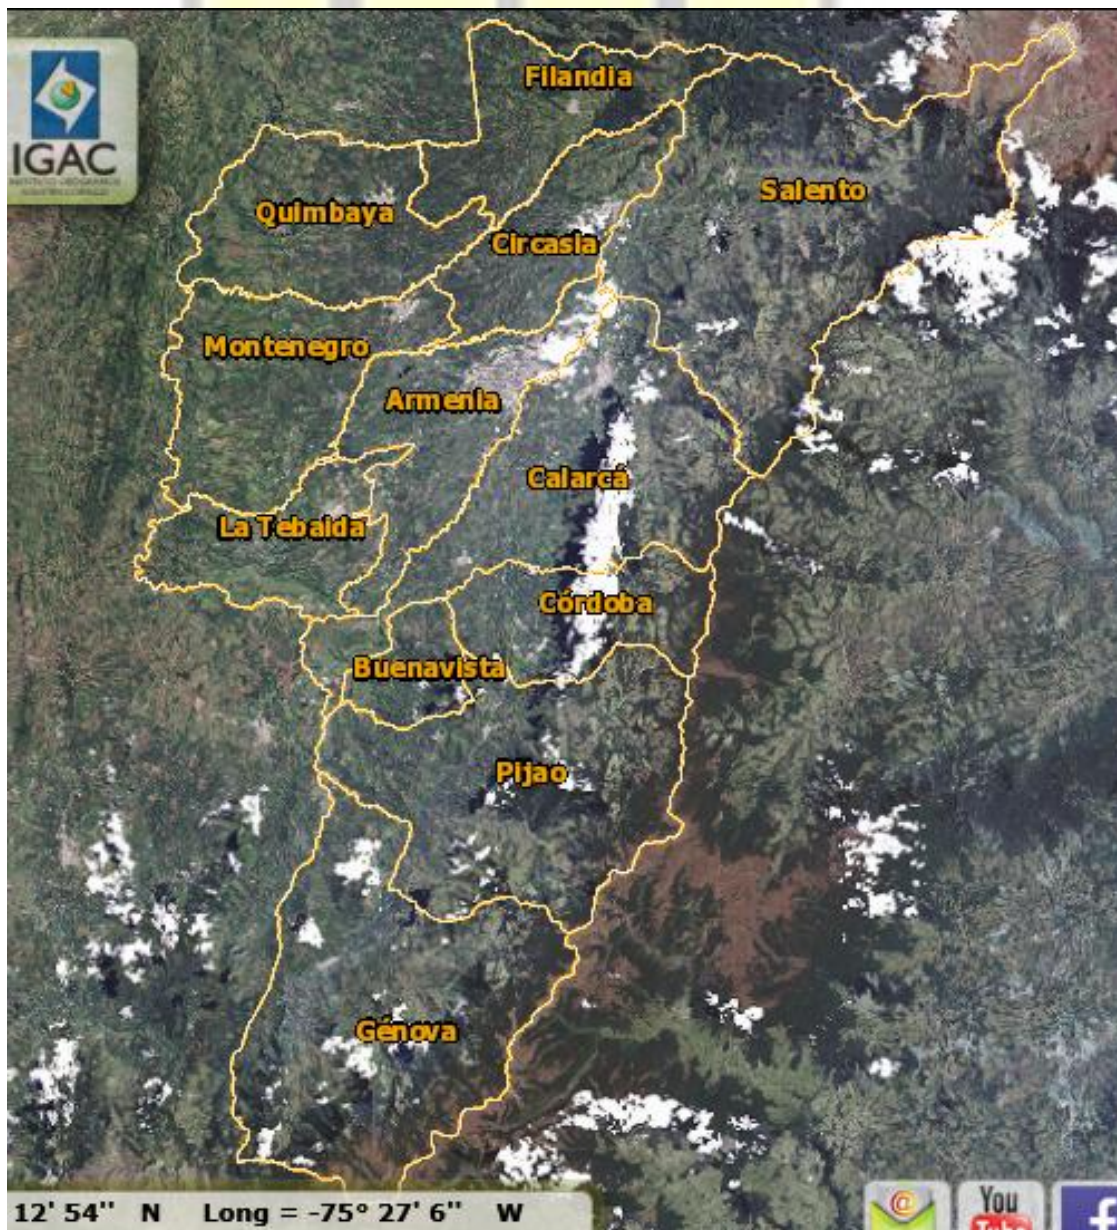 IGAC
Filandia
Salento
Quimbaya
Circasia
Montenegro
Armenia
Calarcá
La Tebaida
Córdoba
Buenavista
Pijao
Génova
12' 54'' N Long = -75° 27' 6'' W
You
Tube
f